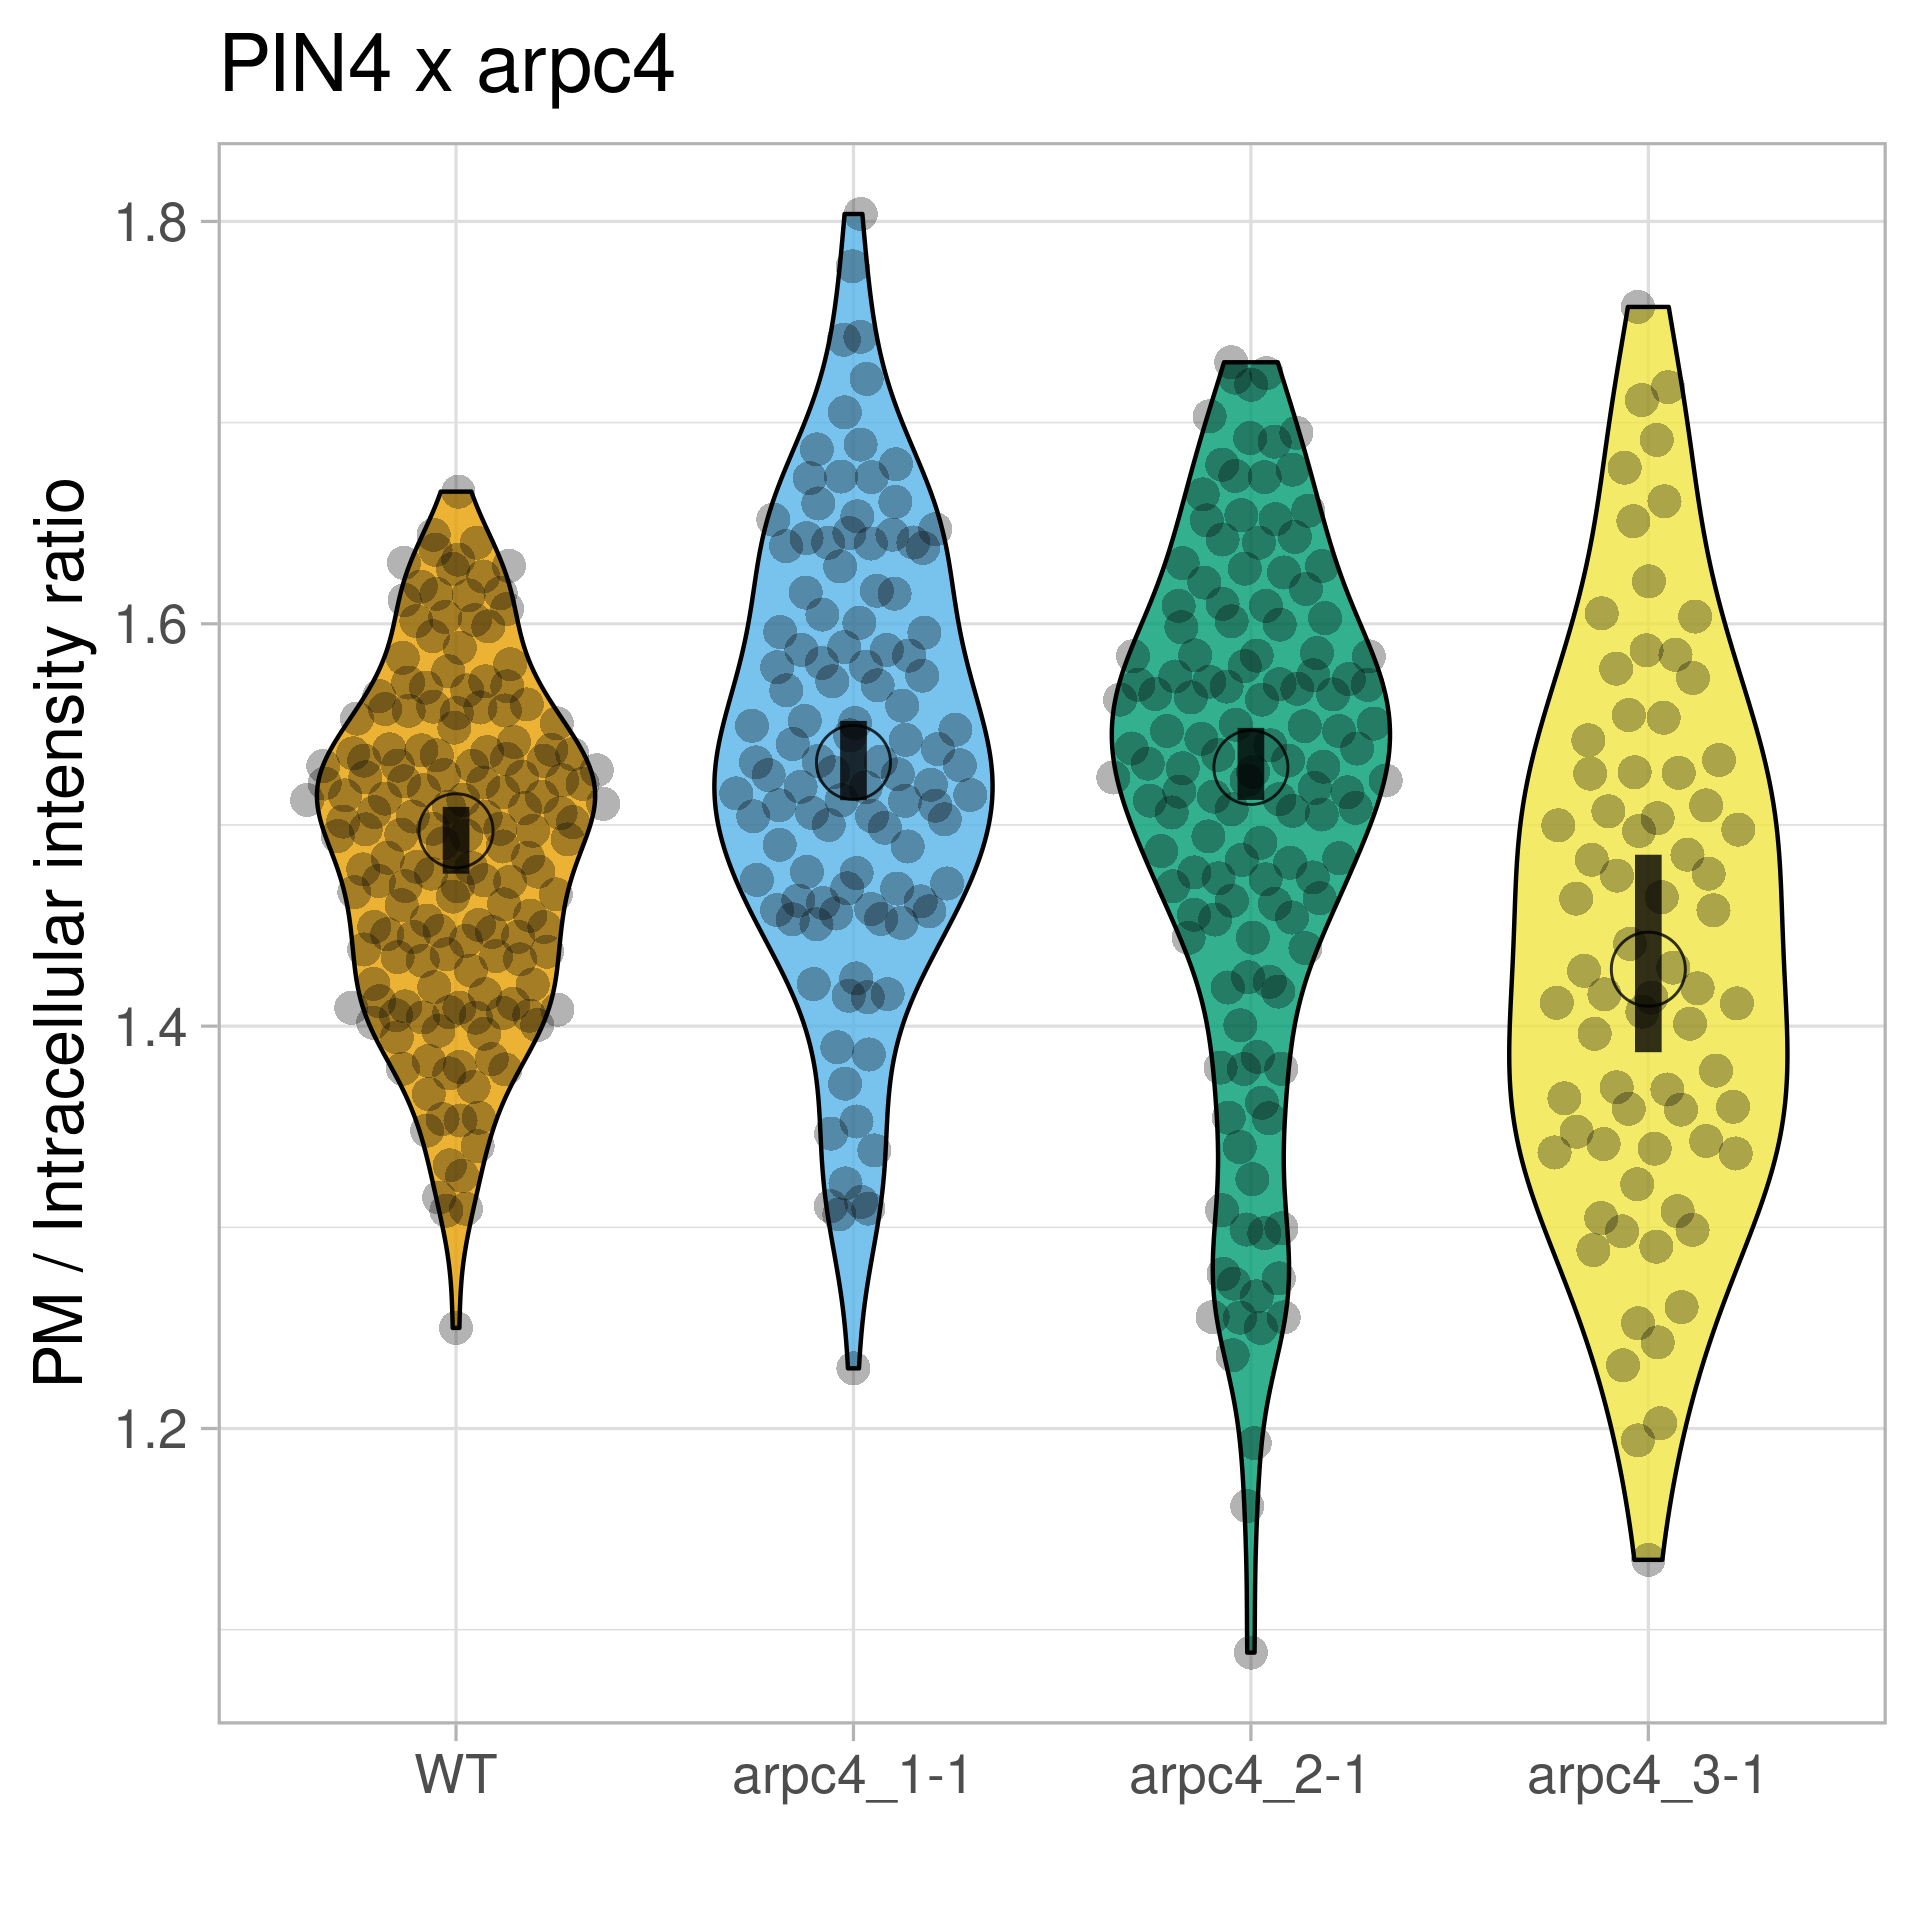 PIN4 x arpc4
PM / Intracellular intensity ratio
1.8
1.6
1.4
1.2
WT
arpc4_1-1
arpc4_2-1
arpc4_3-1